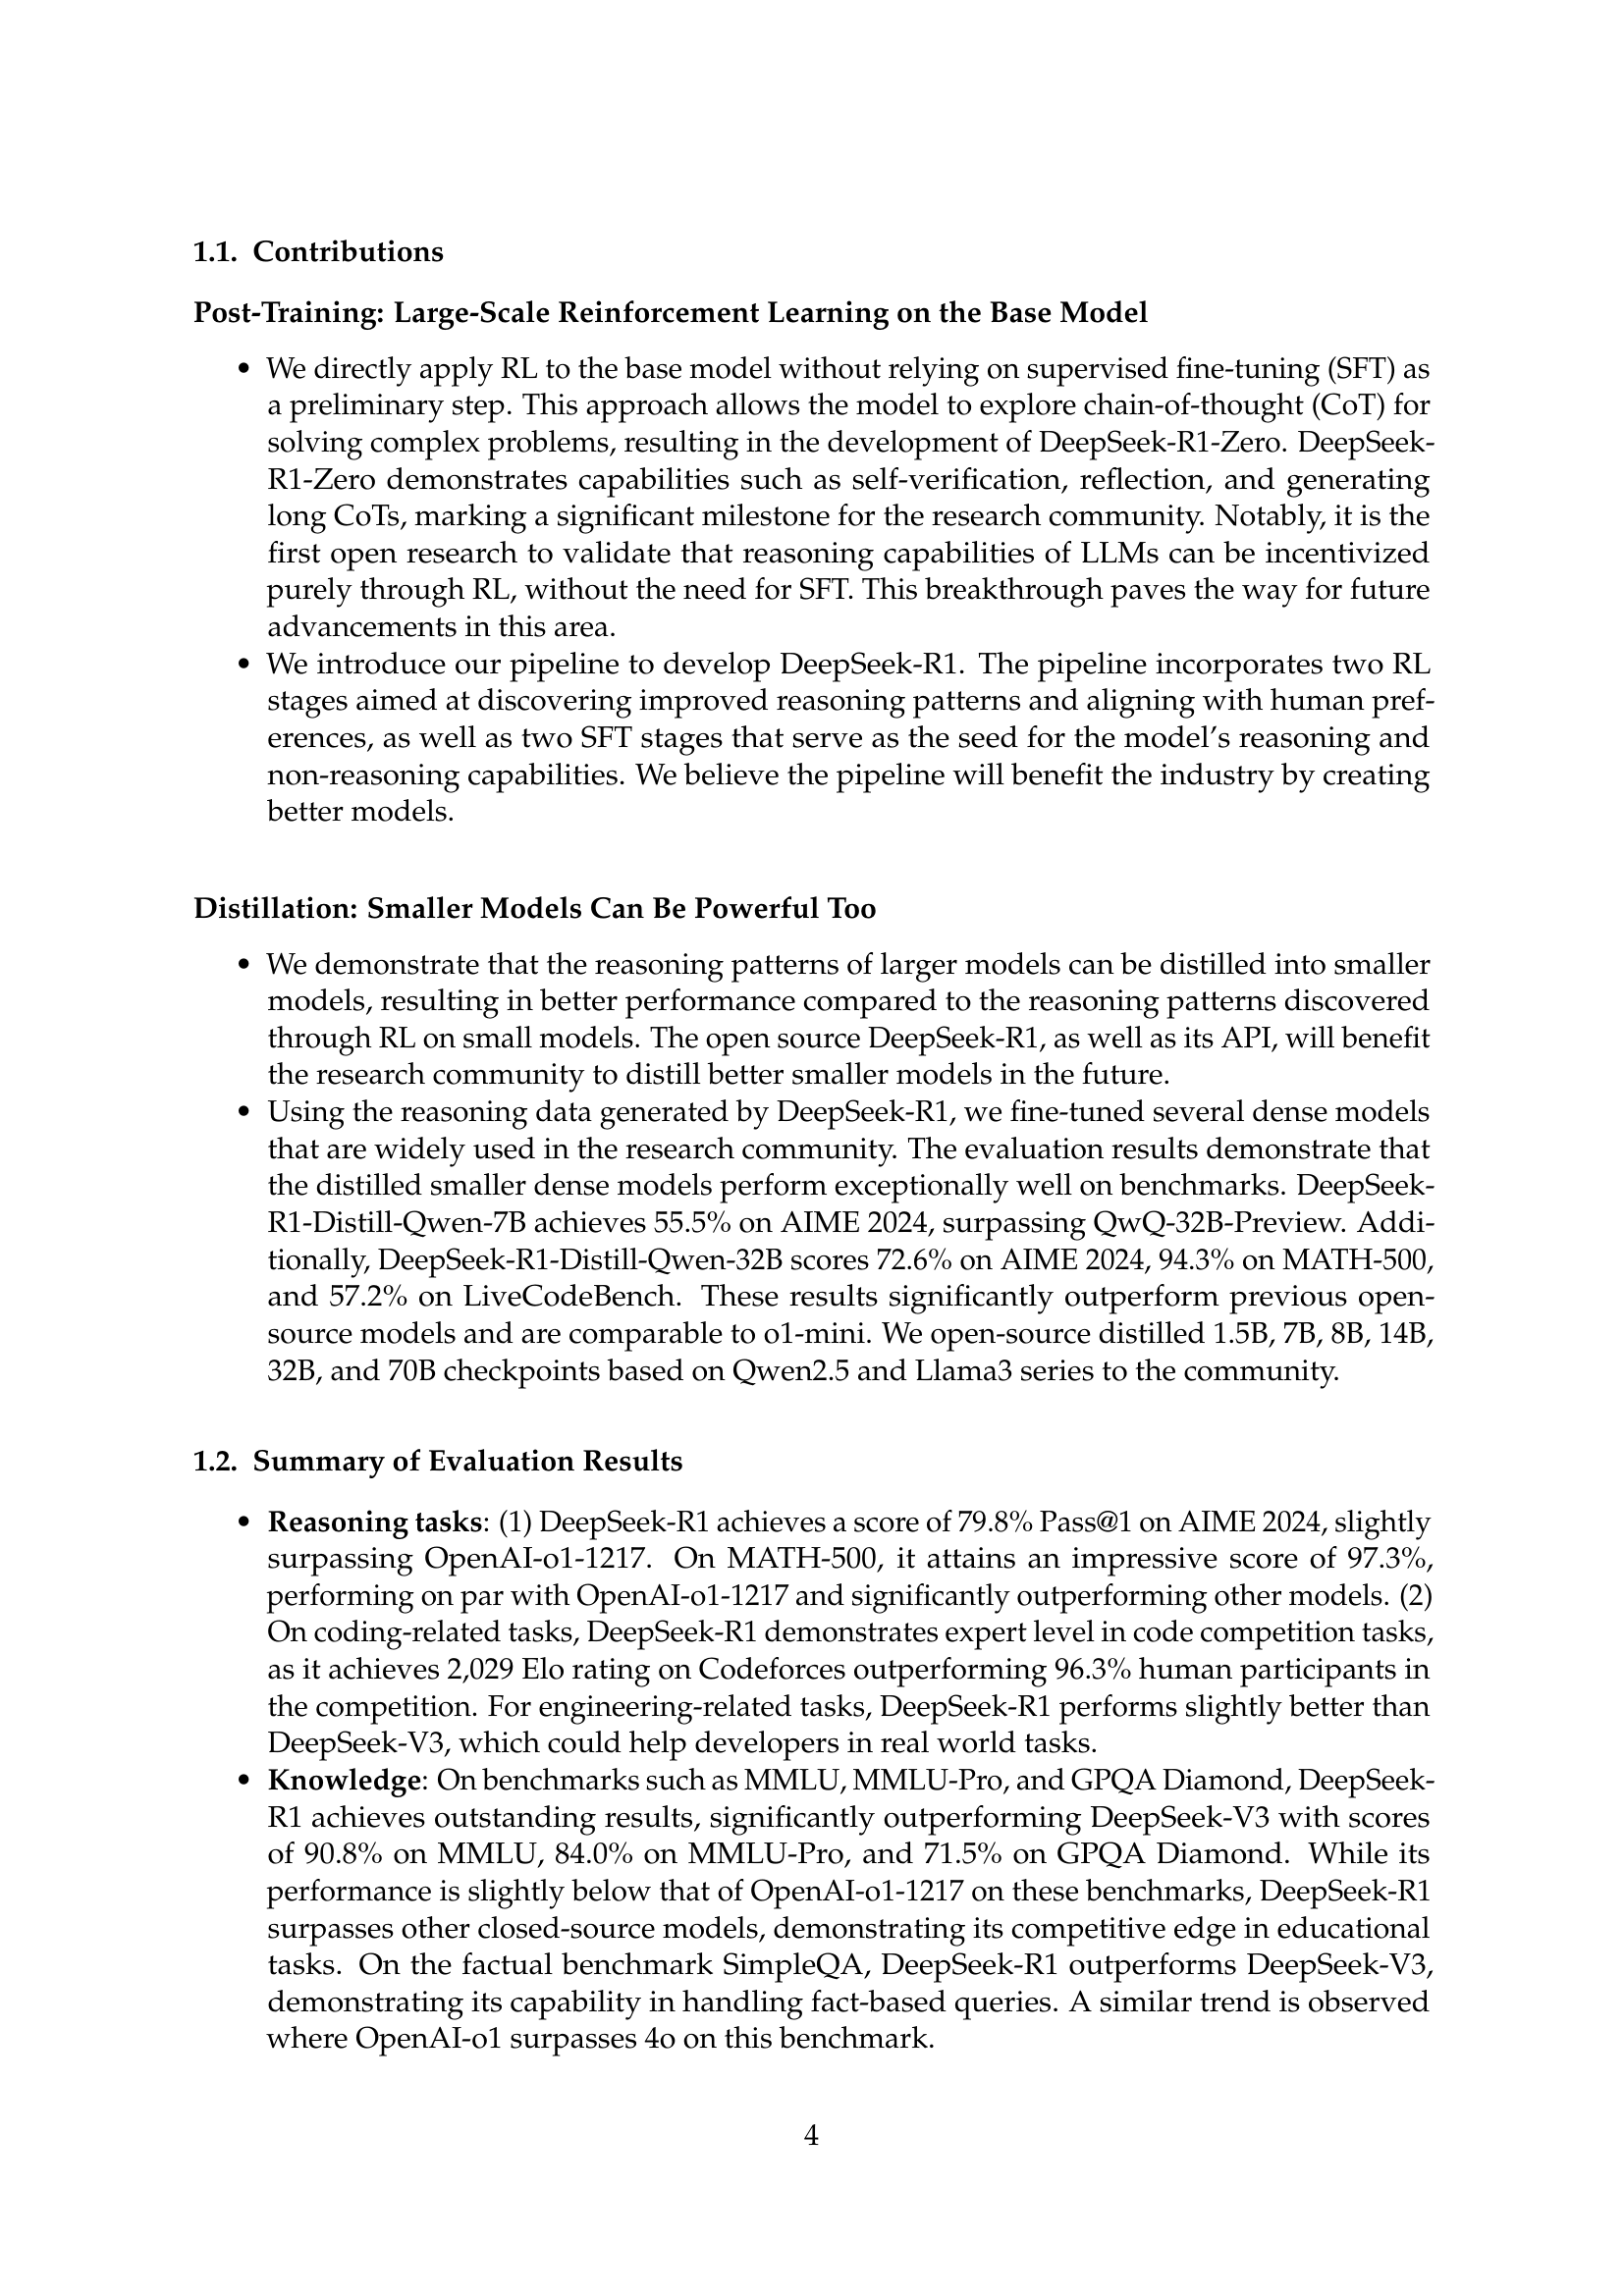 1.1. Contributions
Post-Training: Large-Scale Reinforcement Learning on the Base Model
• We directly apply RL to the base model without relying on supervised fine-tuning (SFT) as
a preliminary step. This approach allows the model to explore chain-of-thought (CoT) for
solving complex problems, resulting in the development of DeepSeek-R1-Zero. DeepSeek-
R1-Zero demonstrates capabilities such as self-verification, reflection, and generating
long CoTs, marking a significant milestone for the research community. Notably, it is the
first open research to validate that reasoning capabilities of LLMs can be incentivized
purely through RL, without the need for SFT. This breakthrough paves the way for future
advancements in this area.
• We introduce our pipeline to develop DeepSeek-R1. The pipeline incorporates two RL
stages aimed at discovering improved reasoning patterns and aligning with human pref-
erences, as well as two SFT stages that serve as the seed for the model's reasoning and
non-reasoning capabilities. We believe the pipeline will benefit the industry by creating
better models.
Distillation: Smaller Models Can Be Powerful Too
• We demonstrate that the reasoning patterns of larger models can be distilled into smaller
models, resulting in better performance compared to the reasoning patterns discovered
through RL on small models. The open source DeepSeek-R1, as well as its API, will benefit
the research community to distill better smaller models in the future.
• Using the reasoning data generated by DeepSeek-R1, we fine-tuned several dense models
that are widely used in the research community. The evaluation results demonstrate that
the distilled smaller dense models perform exceptionally well on benchmarks. DeepSeek-
R1-Distill-Qwen-7B achieves 55.5% on AIME 2024, surpassing QwQ-32B-Preview. Addi-
tionally, DeepSeek-R1-Distill-Qwen-32B scores 72.6% on AIME 2024, 94.3% on MATH-500,
and 57.2% on LiveCodeBench. These results significantly outperform previous open-
source models and are comparable to o1-mini. We open-source distilled 1.5B, 7B, 8B, 14B,
32B, and 70B checkpoints based on Qwen2.5 and Llama3 series to the community.
1.2. Summary of Evaluation Results
• Reasoning tasks: (1) DeepSeek-R1 achieves a score of 79.8% Pass@1 on AIME 2024, slightly
surpassing OpenAI-o1-1217. On MATH-500, it attains an impressive score of 97.3%,
performing on par with OpenAI-o1-1217 and significantly outperforming other models. (2)
On coding-related tasks, DeepSeek-R1 demonstrates expert level in code competition tasks,
as it achieves 2,029 Elo rating on Codeforces outperforming 96.3% human participants in
the competition. For engineering-related tasks, DeepSeek-R1 performs slightly better than
DeepSeek-V3, which could help developers in real world tasks.
• Knowledge: On benchmarks such as MMLU, MMLU-Pro, and GPQA Diamond, DeepSeek-
R1 achieves outstanding results, significantly outperforming DeepSeek-V3 with scores
of 90.8% on MMLU, 84.0% on MMLU-Pro, and 71.5% on GPQA Diamond. While its
performance is slightly below that of OpenAI-o1-1217 on these benchmarks, DeepSeek-R1
surpasses other closed-source models, demonstrating its competitive edge in educational
tasks. On the factual benchmark SimpleQA, DeepSeek-R1 outperforms DeepSeek-V3,
demonstrating its capability in handling fact-based queries. A similar trend is observed
where OpenAI-o1 surpasses 4o on this benchmark.
4